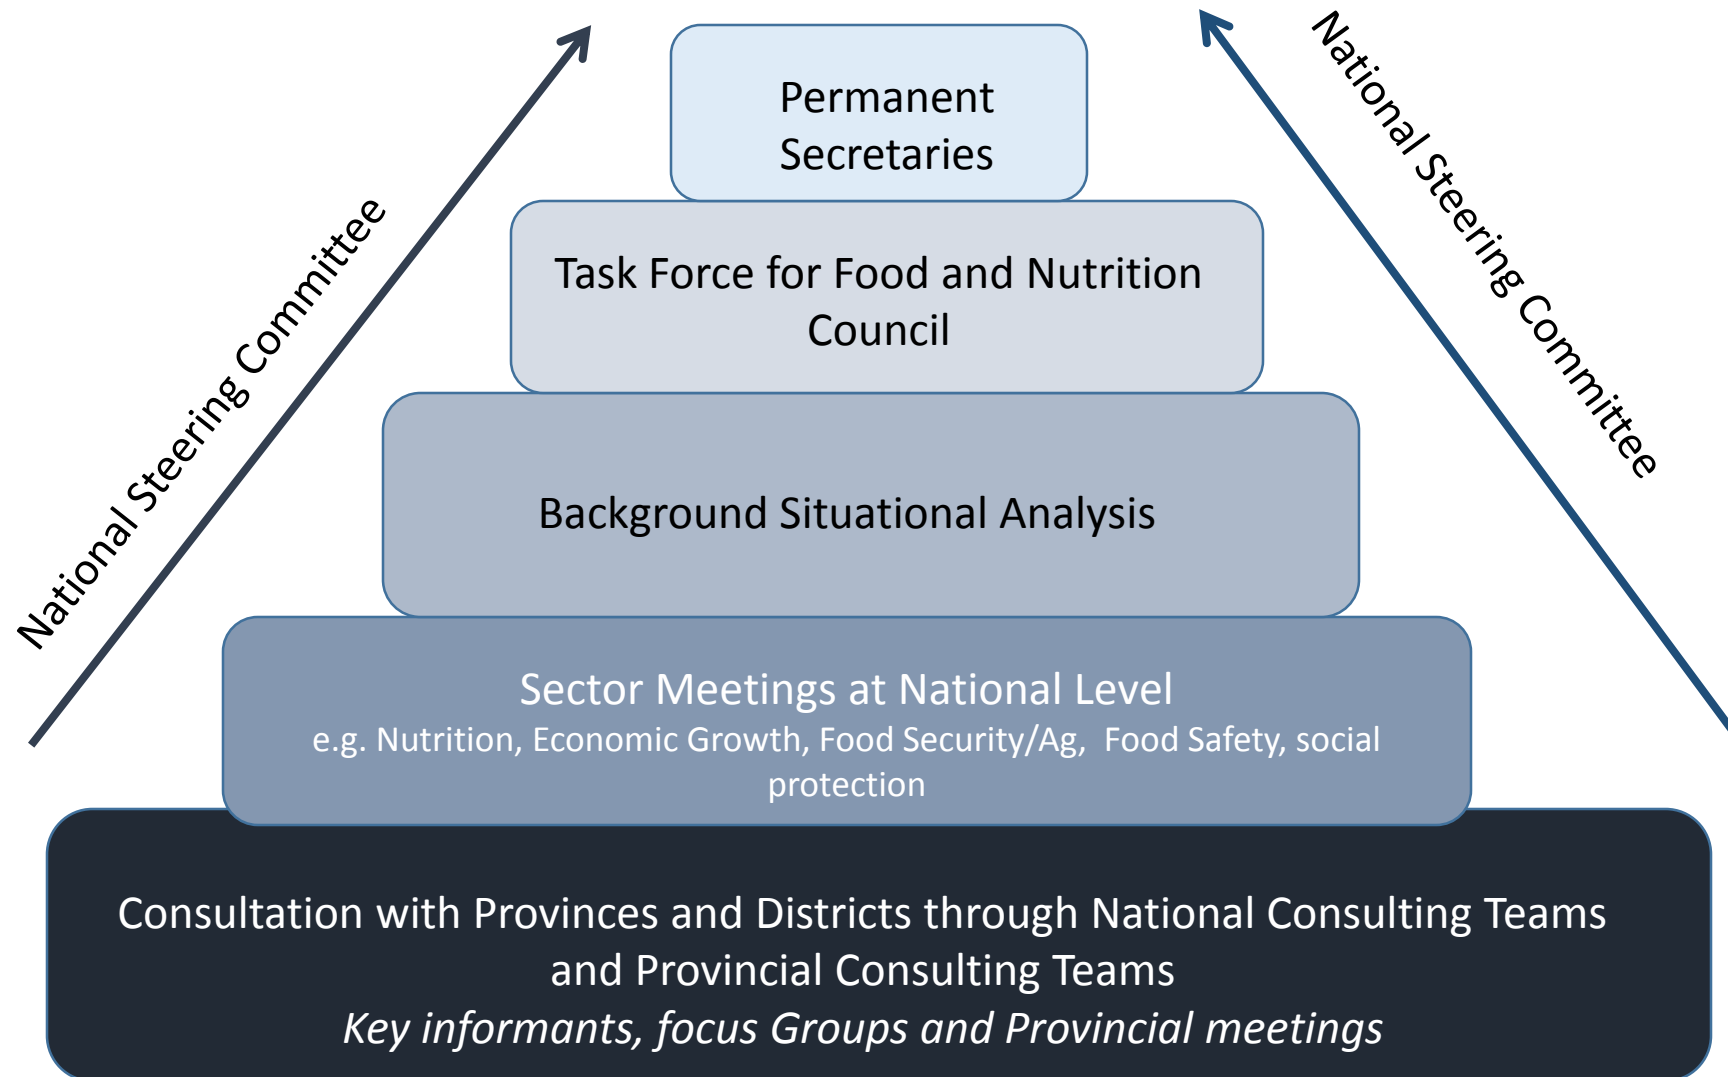 National Steering Committee
National Steering Committee
Permanent
Secretaries
Task Force for Food and Nutrition
Council
Background Situational Analysis
Sector Meetings at National Level
e.g. Nutrition, Economic Growth, Food Security/Ag,  Food Safety, social
protection
Consultation with Provinces and Districts through National Consulting Teams
and Provincial Consulting Teams
Key informants, focus Groups and Provincial meetings